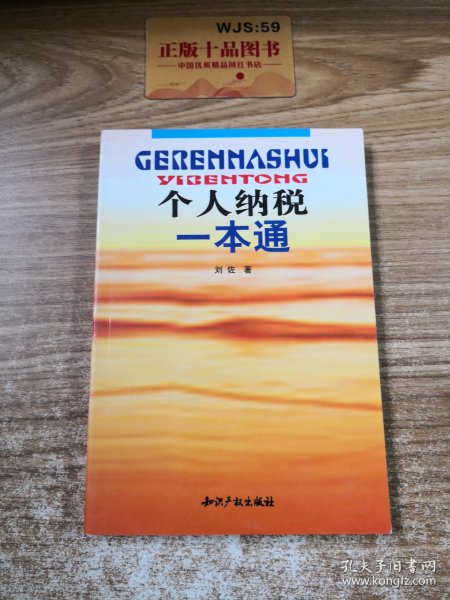 WJS:59
正版十品图书
中国优质精品网红书店
GERENNASHUI
YIBENTONG
个人纳税
一本通
刘佐 著
知识产权出版社
孔夫子旧书网
www.kongfz.com